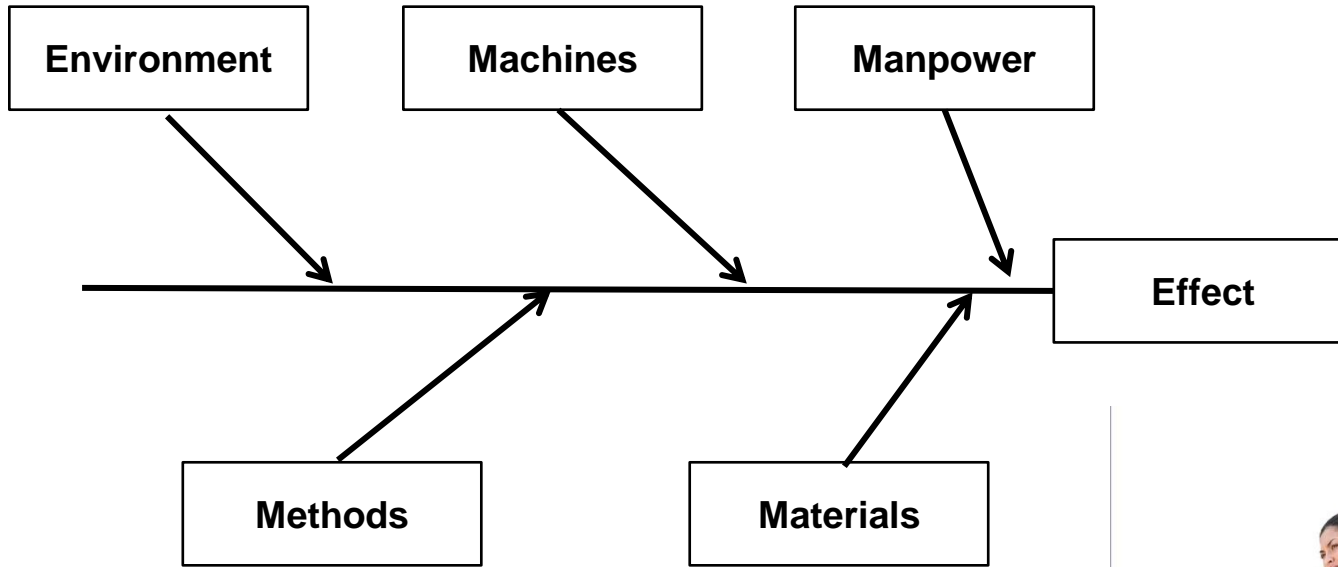 Environment
Machines
Manpower
Effect
Methods
Materials